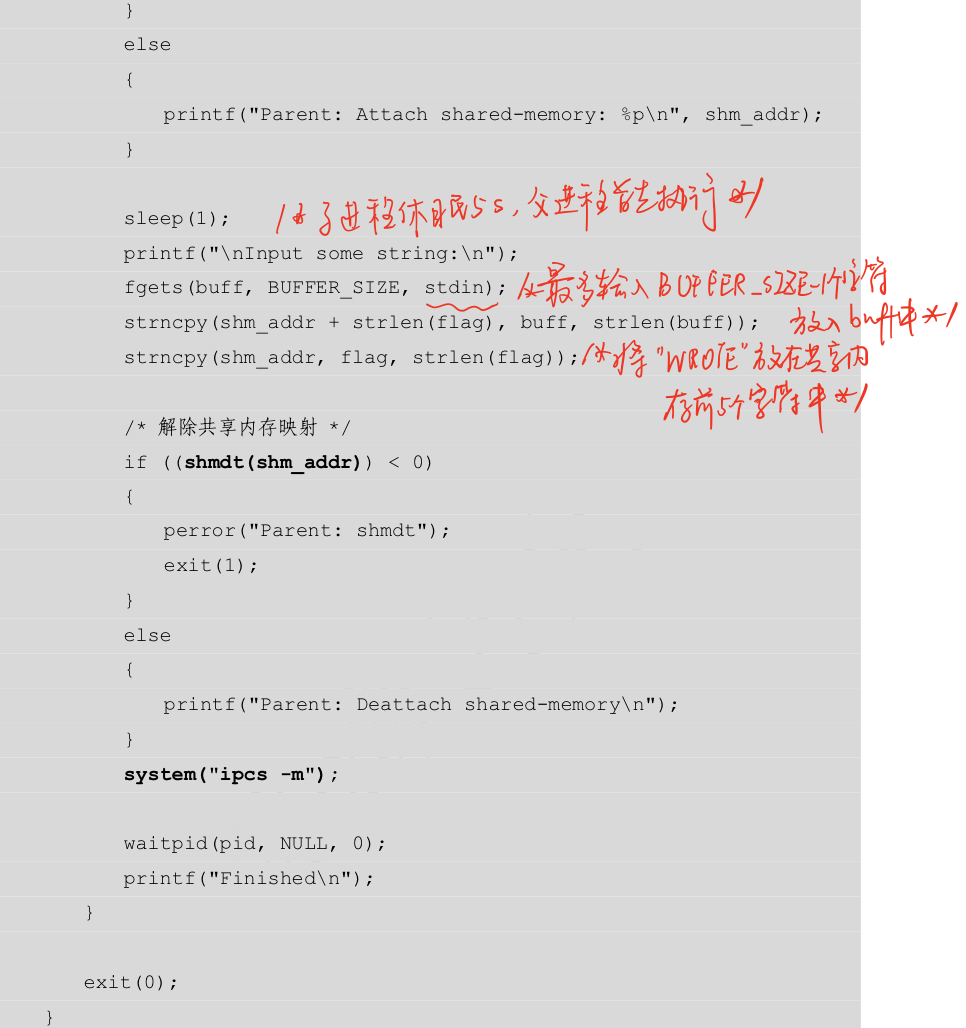 }
else
{
printf("Parent: Attach shared-memory: %p\n", shm_addr);
}
sleep(1); /* 子进程休眠5s, 父进程首先执行 */
printf("\nInput some string:\n");
fgets(buff, BUFFER_SIZE, stdin); /* 最多输入BUFFER_SIZE-1个字符
strncpy(shm_addr + strlen(flag), buff, strlen(buff)); 放入buff中 */
strncpy(shm_addr, flag, strlen(flag)); /* 将"WROTE"放在共享内
存前5个字符中 */
/* 解除共享内存映射 */
if ((shmdt(shm_addr)) < 0)
{
perror("Parent: shmdt");
exit(1);
}
else
{
printf("Parent: Deattach shared-memory\n");
}
system("ipcs -m");
waitpid(pid, NULL, 0);
printf("Finished\n");
}
exit(0);
}